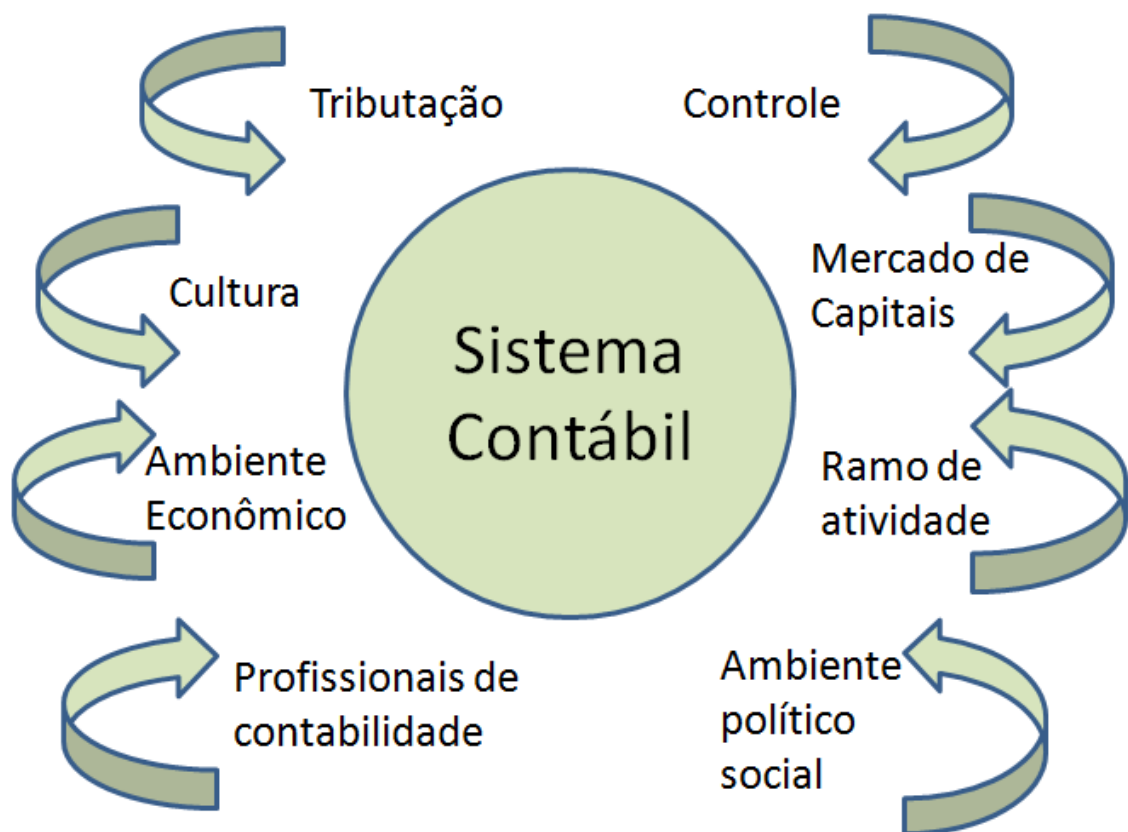 Tributação
Controle
Cultura
Mercado de
Capitais
Sistema
Contábil
Ambiente
Econômico
Ramo de
atividade
Profissionais de
contabilidade
Ambiente
político
social